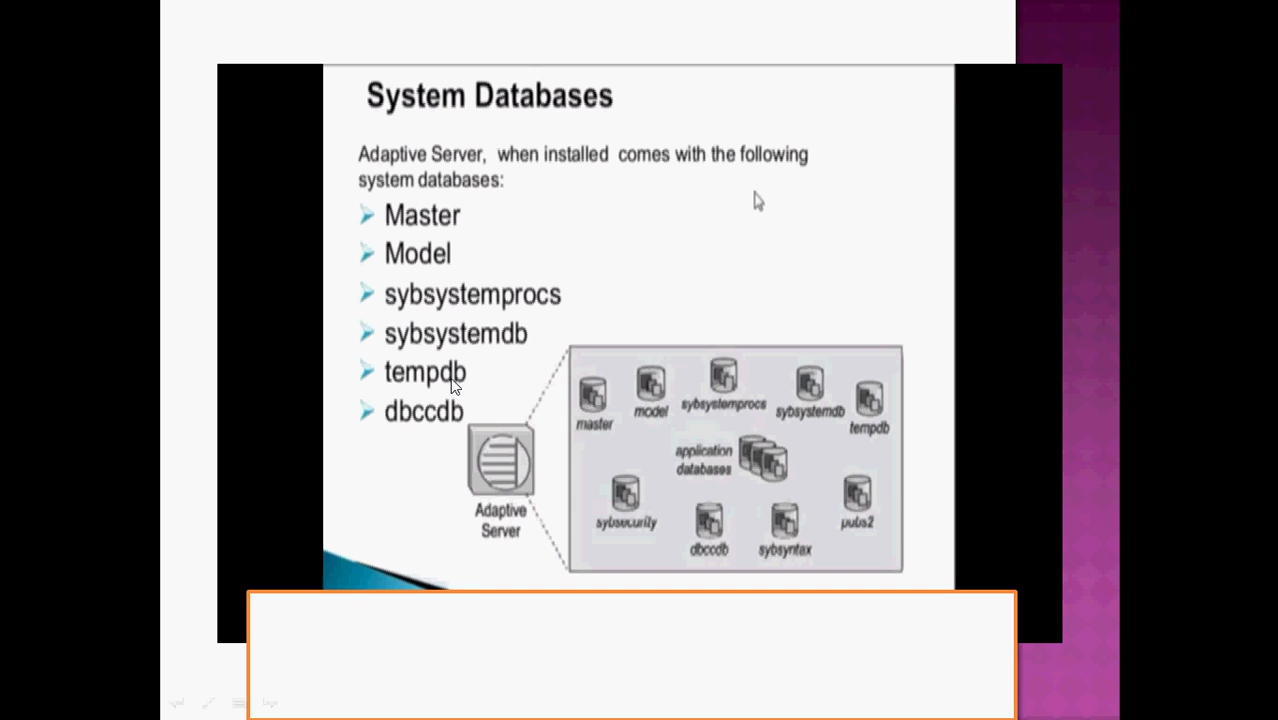 System Databases
Adaptive Server, when installed comes with the following
system databases:
Master
Model
sybsystemprocs
sybsystemdb
tempdb
dbccdb
master
model
sybsystemprocs
sybsystemdb
tempdb
application
databases
Adaptive
Server
sybsecurity
dbccdb
sybsyntax
pubs2